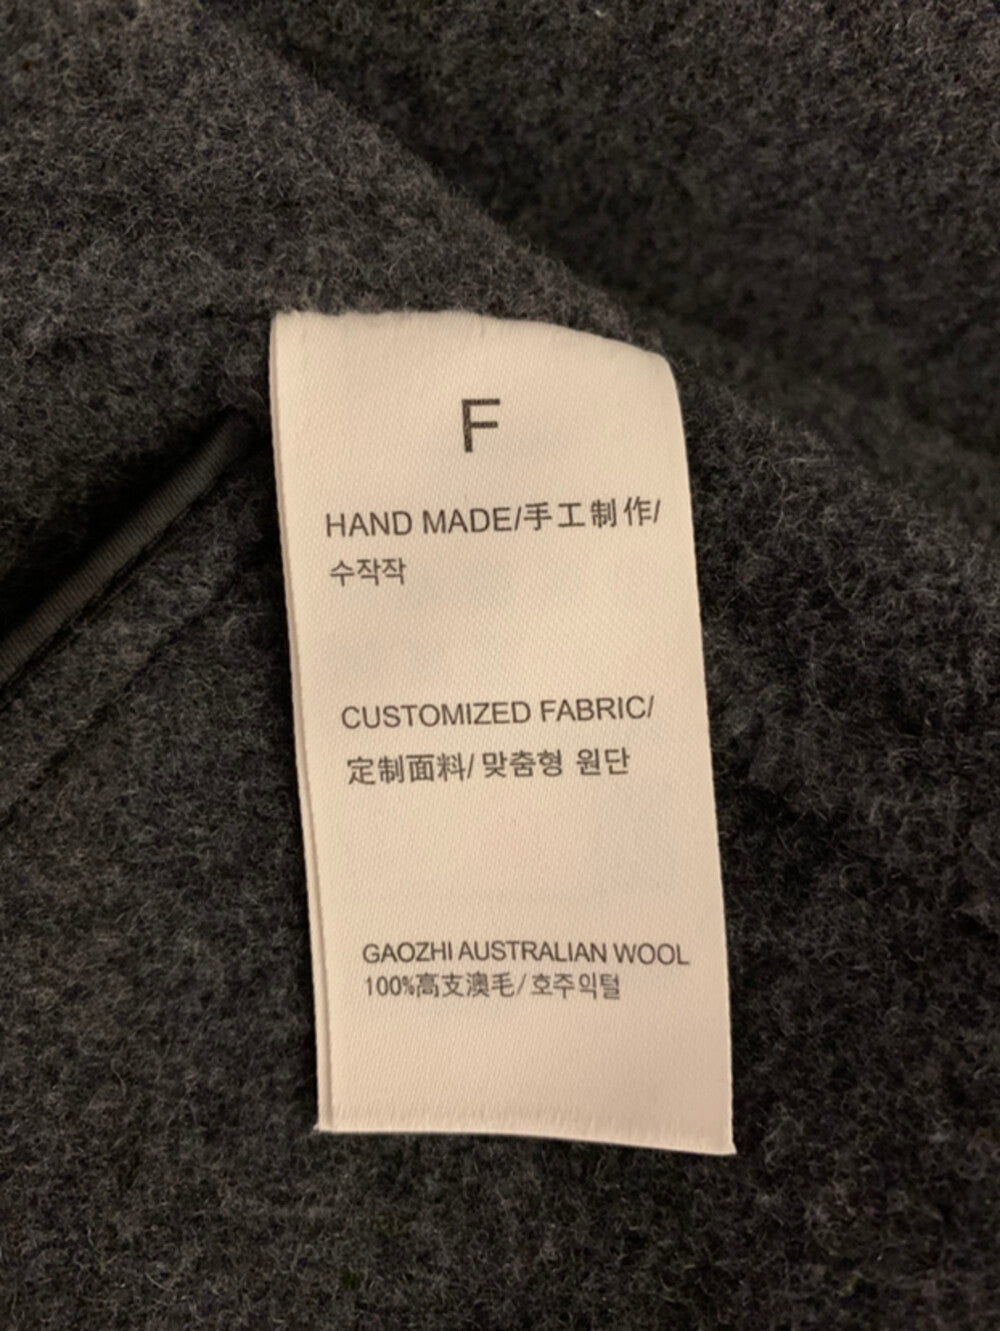 F
HAND MADE/手工制作/
수작작
CUSTOMIZED FABRIC/
定制面料/ 맞춤형 원단
GAOZHI AUSTRALIAN WOOL
100%高支澳毛/호주익털